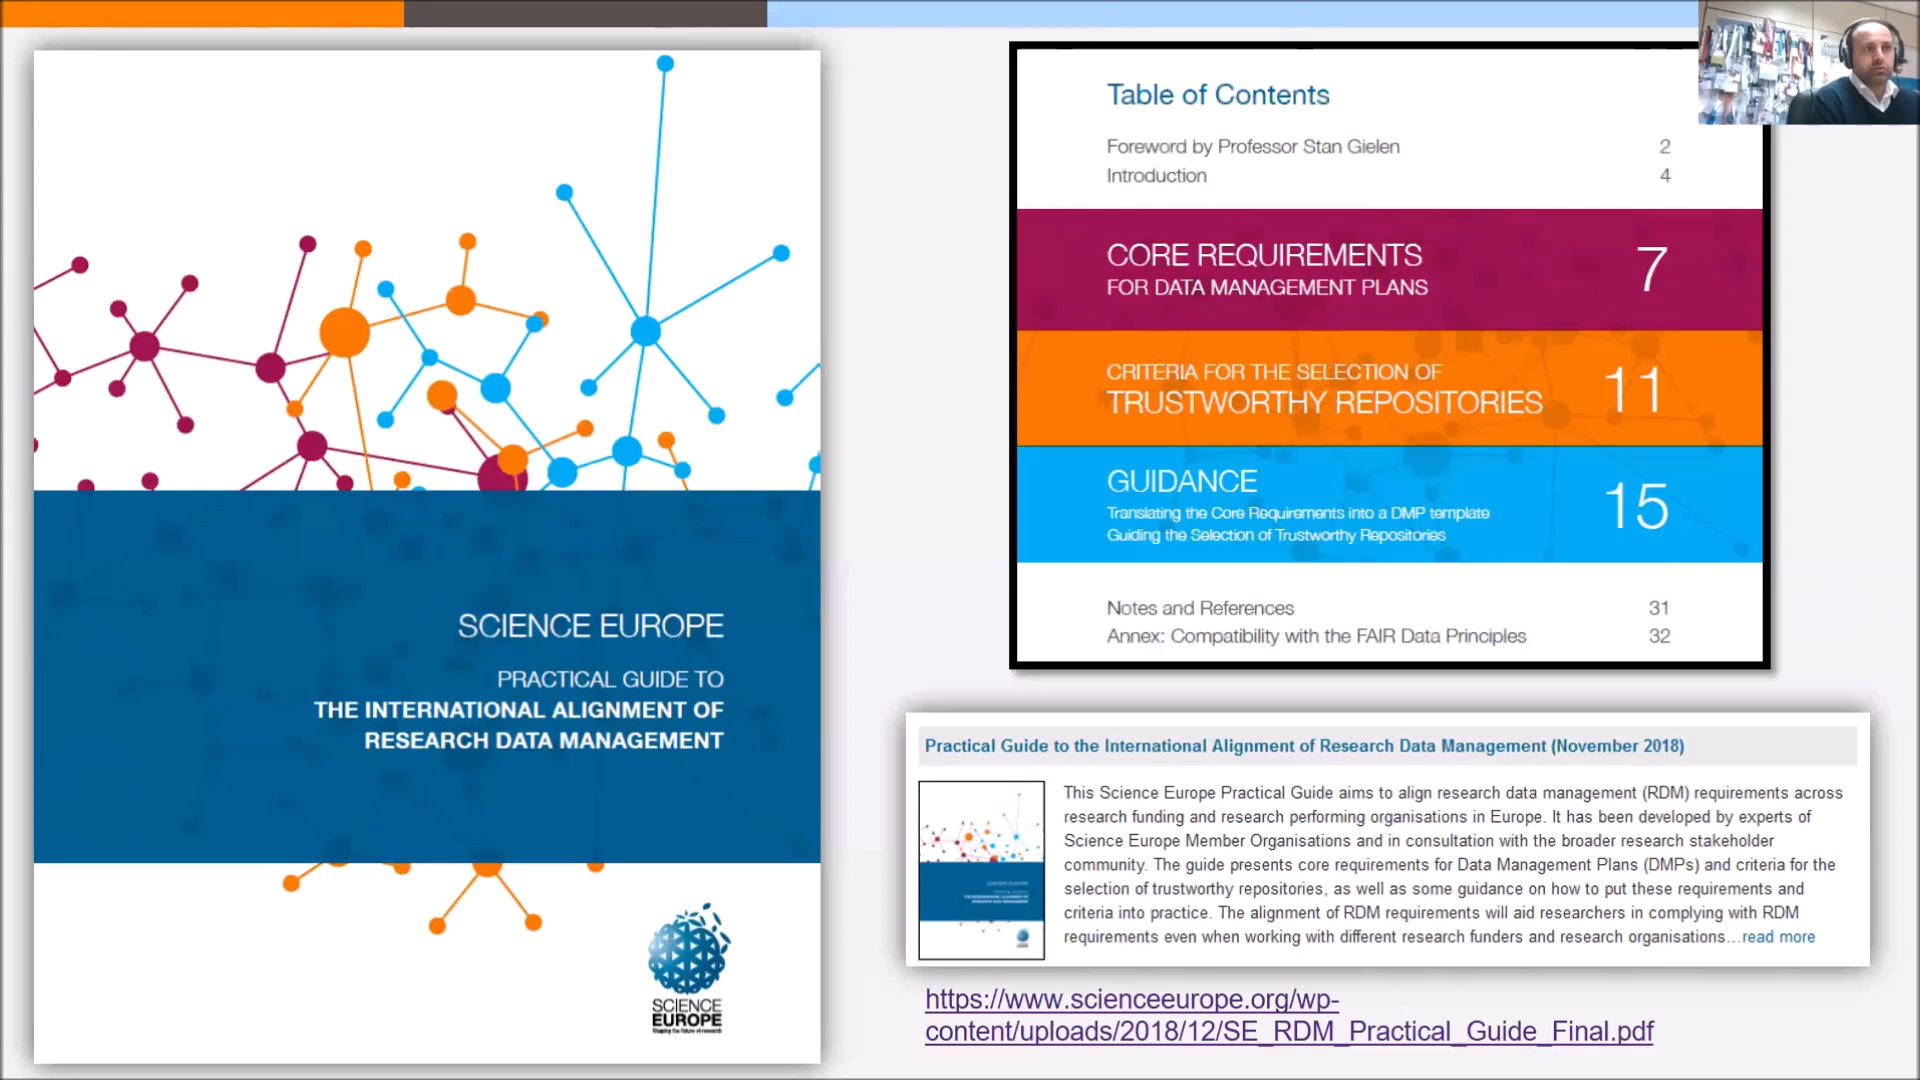 SCIENCE EUROPE
PRACTICAL GUIDE TO
THE INTERNATIONAL ALIGNMENT OF
RESEARCH DATA MANAGEMENT
SCIENCE
EUROPE
Shaping the future of research
Table of Contents
Foreword by Professor Stan Gielen 2
Introduction 4
CORE REQUIREMENTS
FOR DATA MANAGEMENT PLANS
7
CRITERIA FOR THE SELECTION OF
TRUSTWORTHY REPOSITORIES
11
GUIDANCE
Translating the Core Requirements into a DMP template
Guiding the Selection of Trustworthy Repositories
15
Notes and References 31
Annex: Compatibility with the FAIR Data Principles 32
Practical Guide to the International Alignment of Research Data Management (November 2018)
This Science Europe Practical Guide aims to align research data management (RDM) requirements across
research funding and research performing organisations in Europe. It has been developed by experts of
Science Europe Member Organisations and in consultation with the broader research stakeholder
community. The guide presents core requirements for Data Management Plans (DMPs) and criteria for the
selection of trustworthy repositories, as well as some guidance on how to put these requirements and
criteria into practice. The alignment of RDM requirements will aid researchers in complying with RDM
requirements even when working with different research funders and research organisations...read more
https://www.scienceeurope.org/wp-
content/uploads/2018/12/SE_RDM_Practical_Guide_Final.pdf